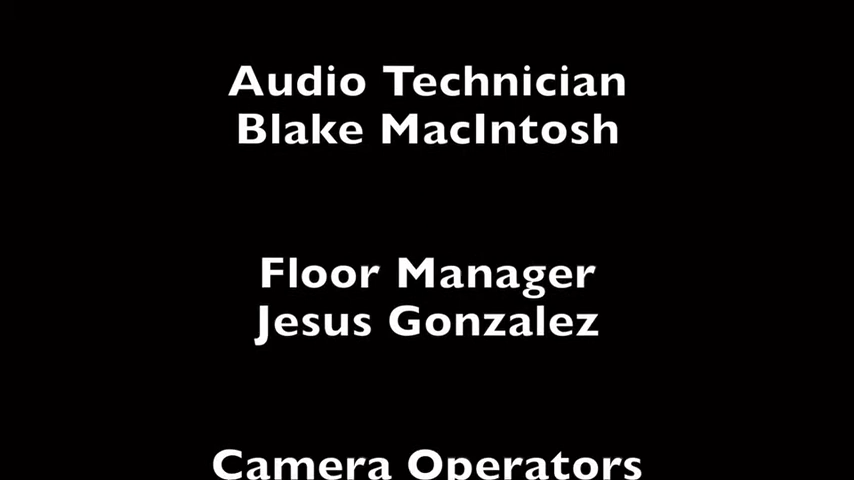 Audio Technician
Blake MacIntosh
Floor Manager
Jesus Gonzalez
Camera Operators